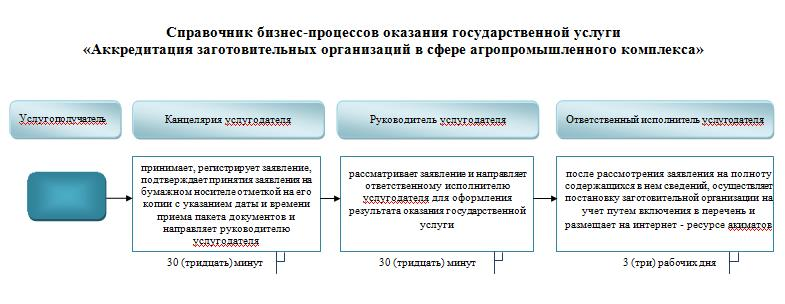 Справочник бизнес-процессов оказания государственной услуги
«Аккредитация заготовительных организаций в сфере агропромышленного комплекса»
Услугополучатель
Канцелярия услугодателя
Руководитель услугодателя
Ответственный исполнитель услугодателя
принимает, регистрирует заявление,
подтверждает принятия заявления на
бумажном носителе отметкой на его
копии с указанием даты и времени
приема пакета документов и
направляет руководителю
услугодателя
рассматривает заявление и направляет
ответственному исполнителю
услугодателя для оформления
результата оказания государственной
услуги
после рассмотрения заявления на полноту
содержащихся в нем сведений, осуществляет
постановку заготовительной организации на
учет путем включения в перечень и
размещает на интернет - ресурсе акиматов
30 (тридцать) минут
30 (тридцать) минут
3 (три) рабочих дня